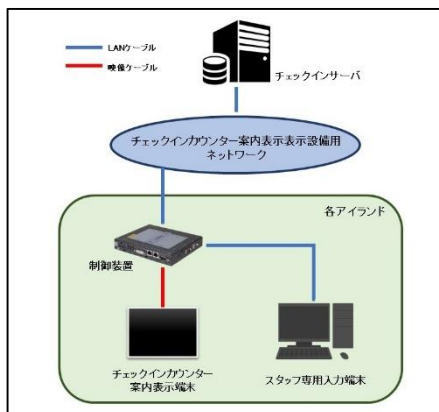 LANケーブル
映像ケーブル
チェックインサーバ
チェックインカウンター案内表示表示設備用
ネットワーク
各アイランド
制御装置
チェックインカウンター
案内表示端末
スタッフ専用入力端末